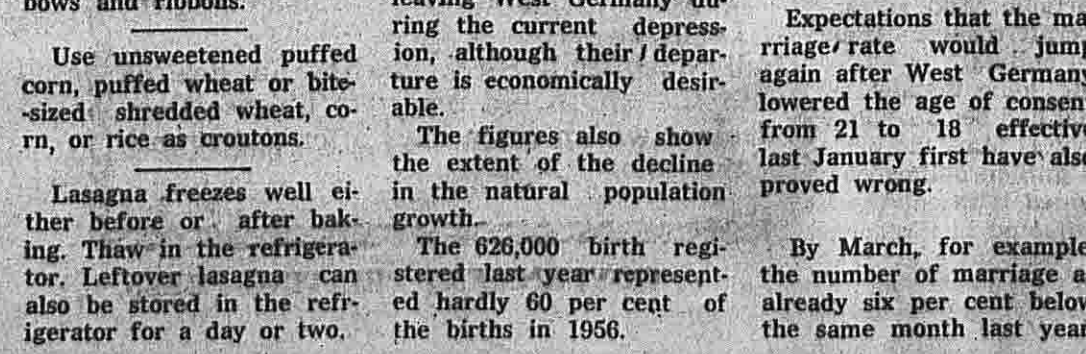 bows and ribbons.
Use unsweetened puffed
corn, puffed wheat or bite-
-sized shredded wheat, co-
rn, or rice as croutons.
Lasagna freezes well ei-
ther before or after bak-
ing. Thaw in the refrigera-
tor. Leftover lasagna can
also be stored in the refr-
igerator for a day or two.
leaving West Germany du-
ring the current depress-
ion, although their depar-
ture is economically desir-
able.
The figures also show
the extent of the decline
in the natural population
growth.
The 626,000 birth regi-
stered last year represent-
ed hardly 60 per cent of
the births in 1956.
Expectations that the ma
rriage rate would jum
again after West German
lowered the age of consen
from 21 to 18 effectiv
last January first have als
proved wrong.
By March, for example
the number of marriage a
already six per cent below
the same month last year